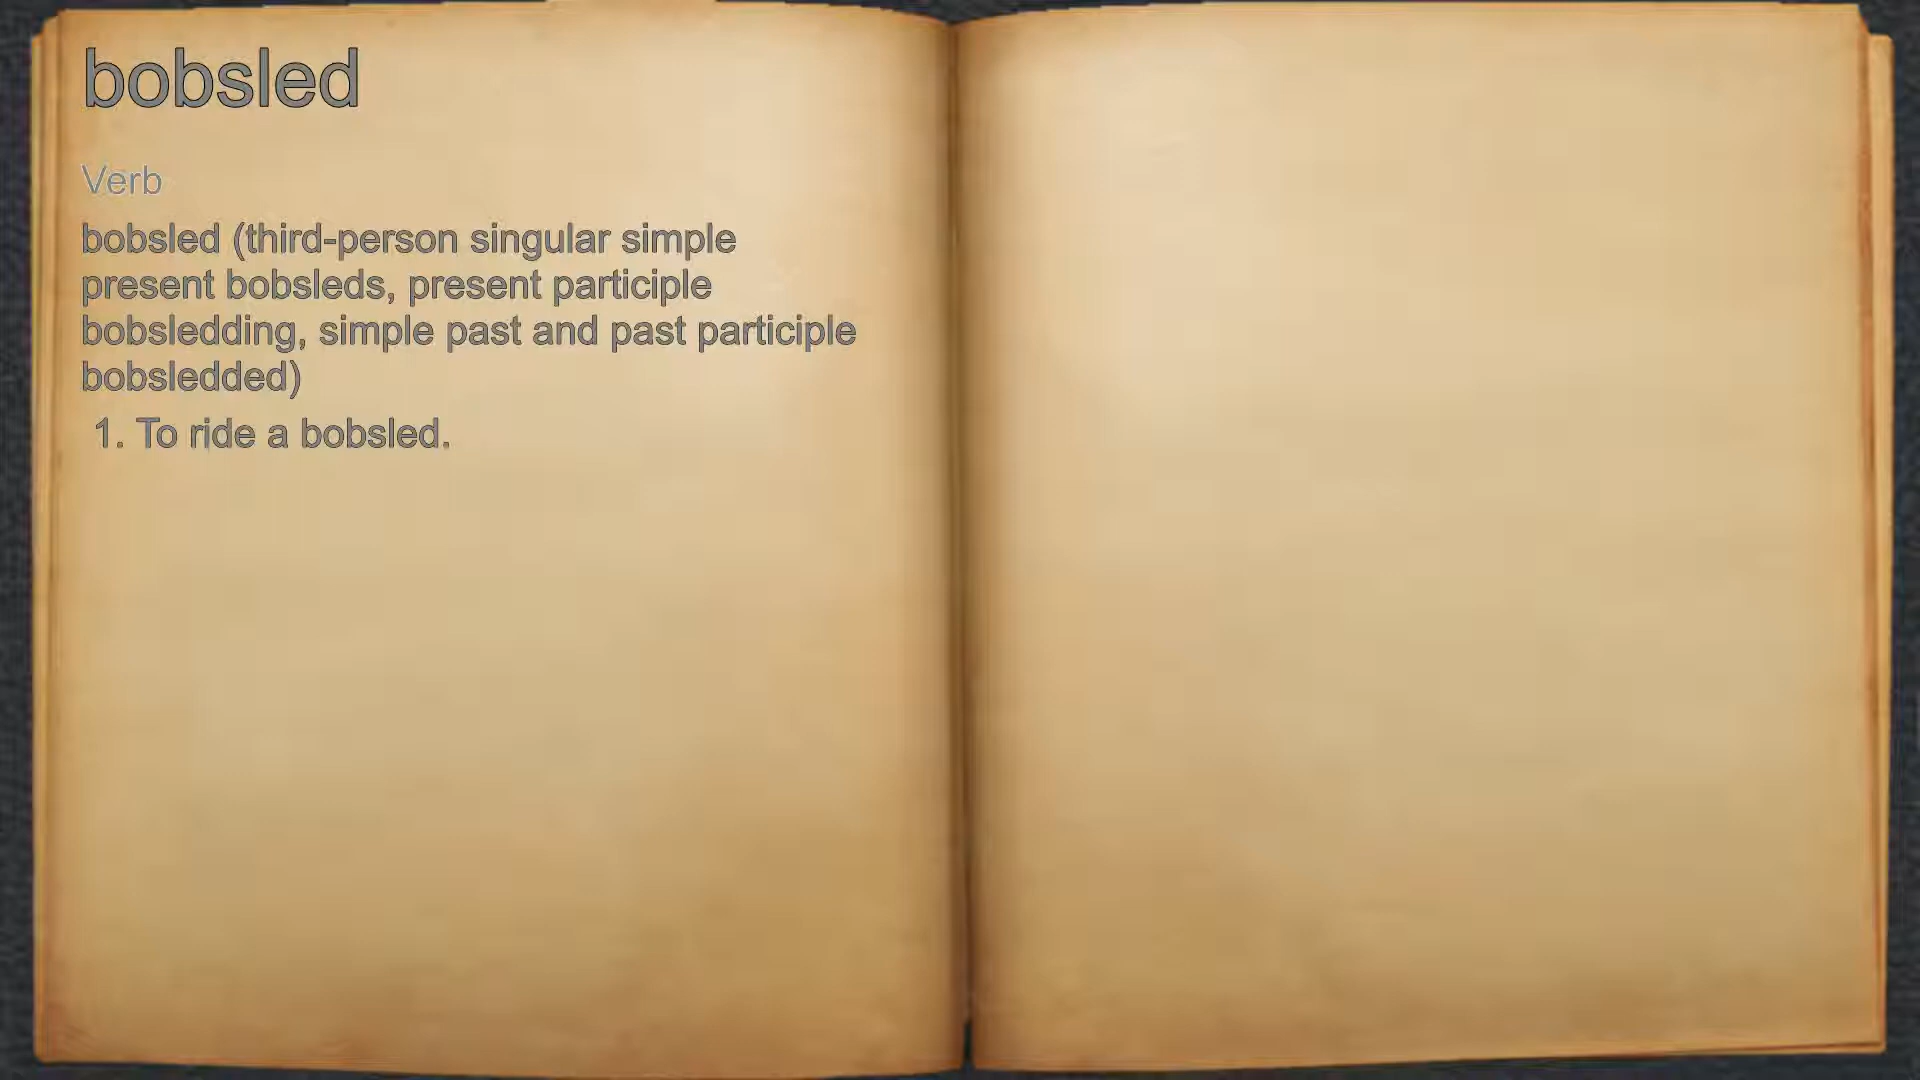 bobsled
Verb
bobsled (third-person singular simple
present bobsleds, present participle
bobsledding, simple past and past participle
bobsledded)
1. To ride a bobsled.